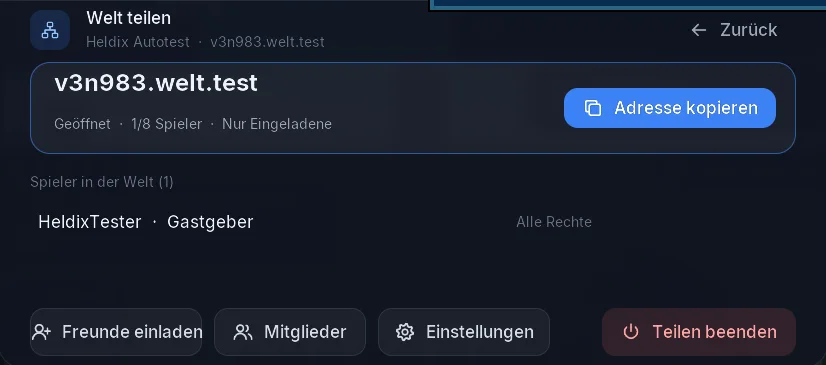 Welt teilen
Heldix Autotest · v3n983.welt.test
Zurück
v3n983.welt.test
Geöffnet · 1/8 Spieler · Nur Eingeladene
Adresse kopieren
Spieler in der Welt (1)
HeldixTester · Gastgeber
Alle Rechte
Freunde einladen
Mitglieder
Einstellungen
Teilen beenden